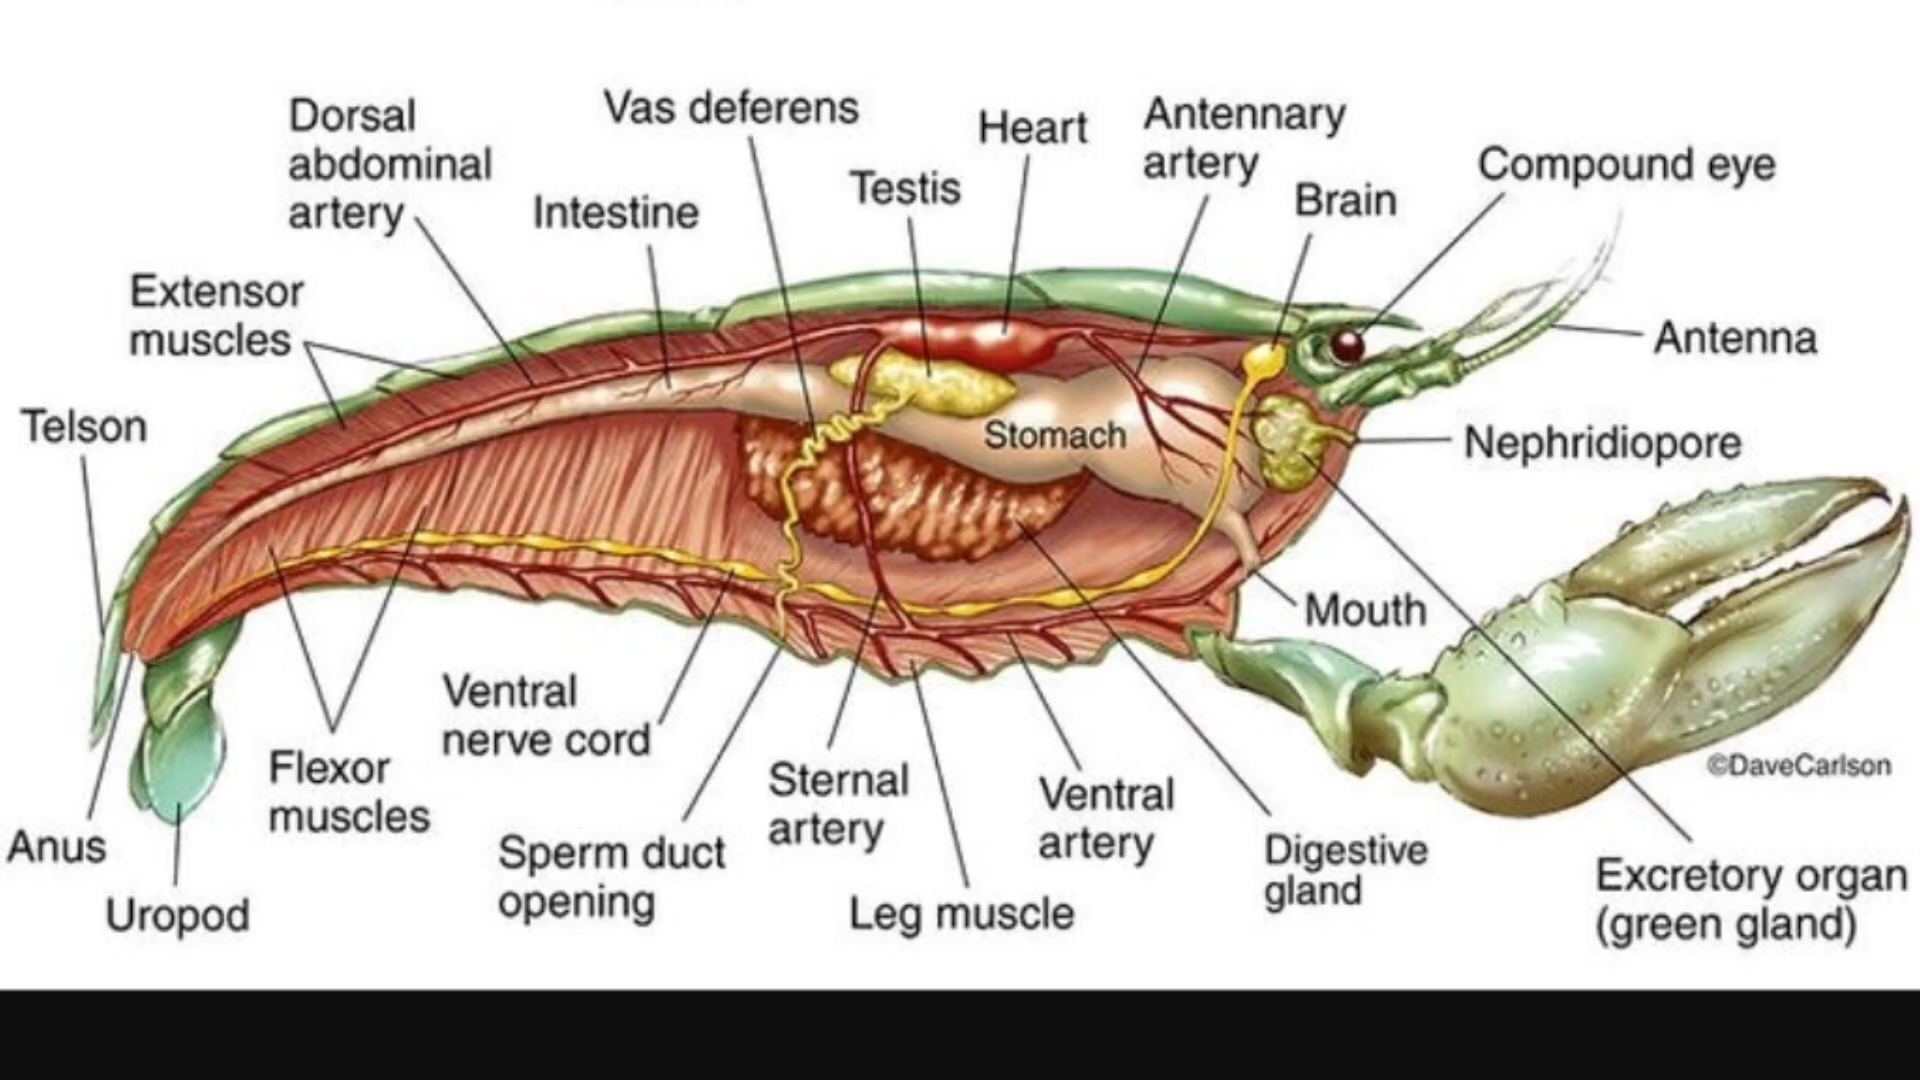 Dorsal
abdominal
artery
Vas deferens
Heart
Antennary
artery
Compound eye
Testis
Brain
Intestine
Extensor
muscles
Antenna
Telson
Stomach
Nephridiopore
Mouth
Ventral
nerve cord
Flexor
muscles
Sternal
artery
Ventral
artery
©DaveCarlson
Anus
Sperm duct
opening
Digestive
gland
Excretory organ
(green gland)
Uropod
Leg muscle